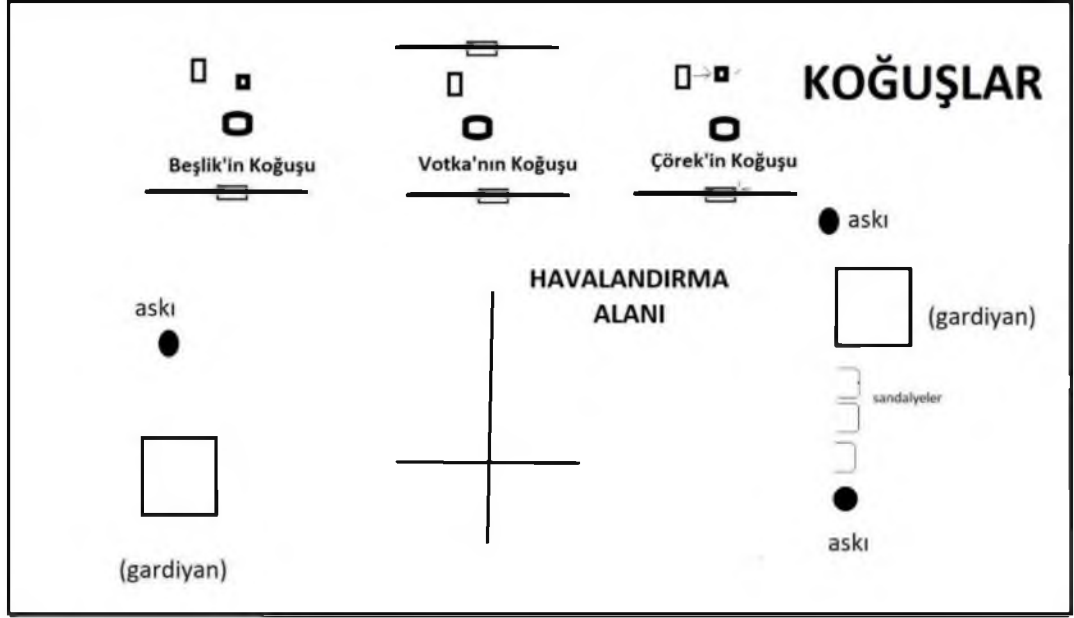 KOĞUŞLAR
Beşlik'in Koğuşu
Votka'nın Koğuşu
Çörek'in Koğuşu
askı
HAVALANDIRMA
ALANI
askı
(gardiyan)
sandalyeler
askı
(gardiyan)